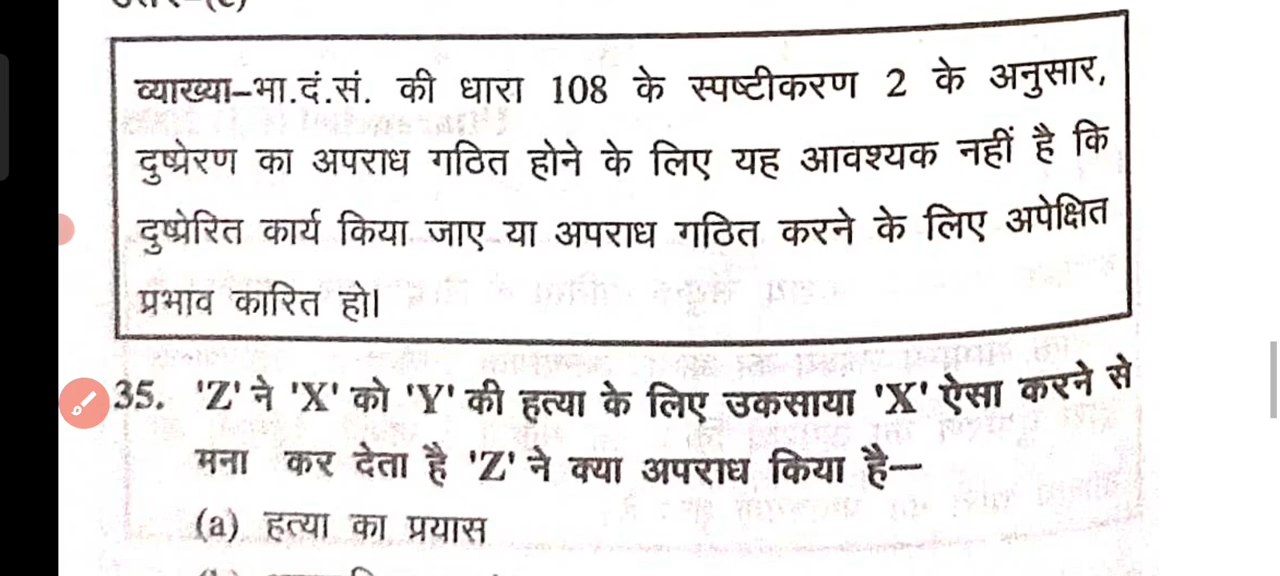 व्याख्या–भा.दं.सं. की धारा 108 के स्पष्टीकरण 2 के अनुसार,
दुष्प्रेरण का अपराध गठित होने के लिए यह आवश्यक नहीं है कि
दुष्प्रेरित कार्य किया जाए या अपराध गठित करने के लिए अपेक्षित
प्रभाव कारित हो।
35. 'Z' ने 'X' को 'Y' की हत्या के लिए उकसाया 'X' ऐसा करने से
मना कर देता है 'Z' ने क्या अपराध किया है—
(a) हत्या का प्रयास